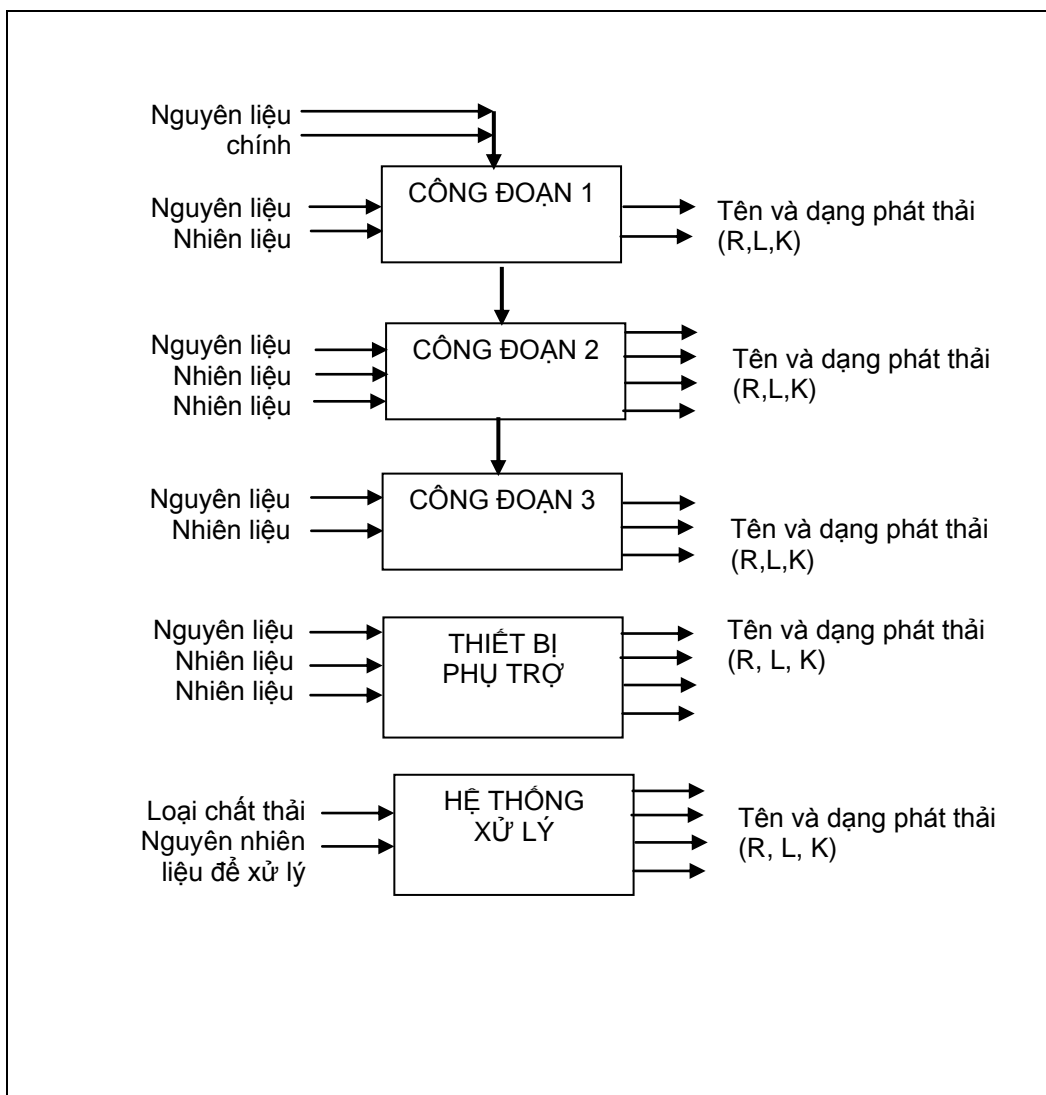 Nguyên liệu
chính
CÔNG ĐOẠN 1
Nguyên liệu
Nhiên liệu
Tên và dạng phát thải
(R,L,K)
CÔNG ĐOẠN 2
Nguyên liệu
Nhiên liệu
Nhiên liệu
Tên và dạng phát thải
(R,L,K)
CÔNG ĐOẠN 3
Nguyên liệu
Nhiên liệu
Tên và dạng phát thải
(R,L,K)
Nguyên liệu
Nhiên liệu
Nhiên liệu
THIẾT BỊ
PHỤ TRỢ
Tên và dạng phát thải
(R, L, K)
Loại chất thải
Nguyên nhiên
liệu để xử lý
HỆ THỐNG
XỬ LÝ
Tên và dạng phát thải
(R, L, K)